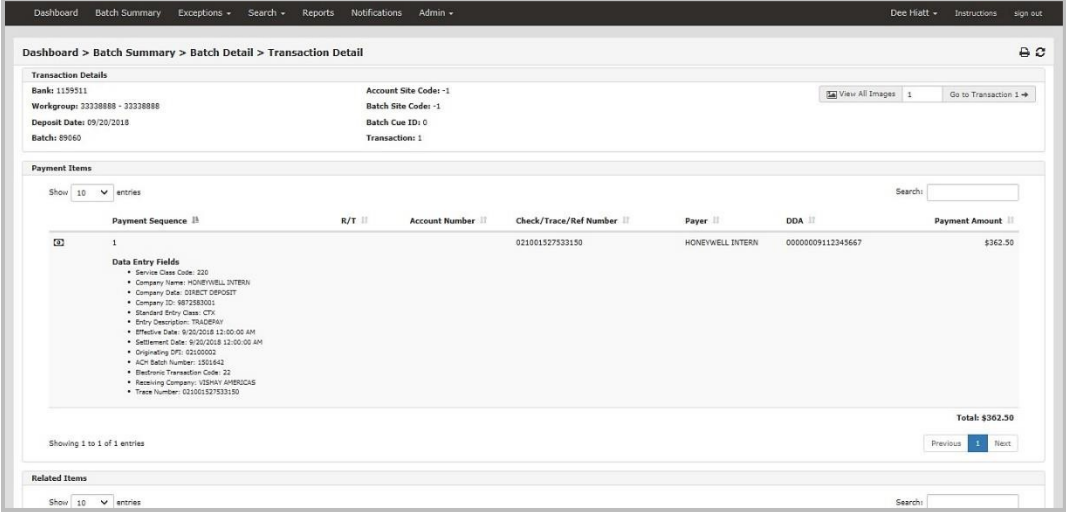 Dashboard Batch Summary Exceptions Search Reports Notifications Admin Dee Hiatt Instructions sign out
Dashboard > Batch Summary > Batch Detail > Transaction Detail
Transaction Details
Bank: 1159511 Account Site Code: -1 View All Images 1 Go to Transaction 1
Workgroup: 33338888 - 33338888 Batch Site Code: -1
Deposit Date: 09/20/2018 Batch Cue ID: 0
Batch: 89060 Transaction: 1
Payment Items
Show 10 entries Search:
Payment Sequence R/T Account Number Check/Trace/Ref Number Payer DDA Payment Amount
1 021001527533150 HONEYWELL INTERN 00000009112345667 $362.50
Data Entry Fields
• Service Class Code: 220
• Company Name: HONEYWELL INTERN
• Company Data: DIRECT DEPOSIT
• Company ID: 9872583001
• Standard Entry Class: CTX
• Entry Description: TRADEPAY
• Effective Date: 9/20/2018 12:00:00 AM
• Settlement Date: 9/20/2018 12:00:00 AM
• Originating DFI: 02100002
• ACH Batch Number: 1501642
• Electronic Transaction Code: 22
• Receiving Company: VISHAY AMERICAS
• Trace Number: 021001527533150
Total: $362.50
Showing 1 to 1 of 1 entries Previous 1 Next
Related Items
Show 10 entries Search: